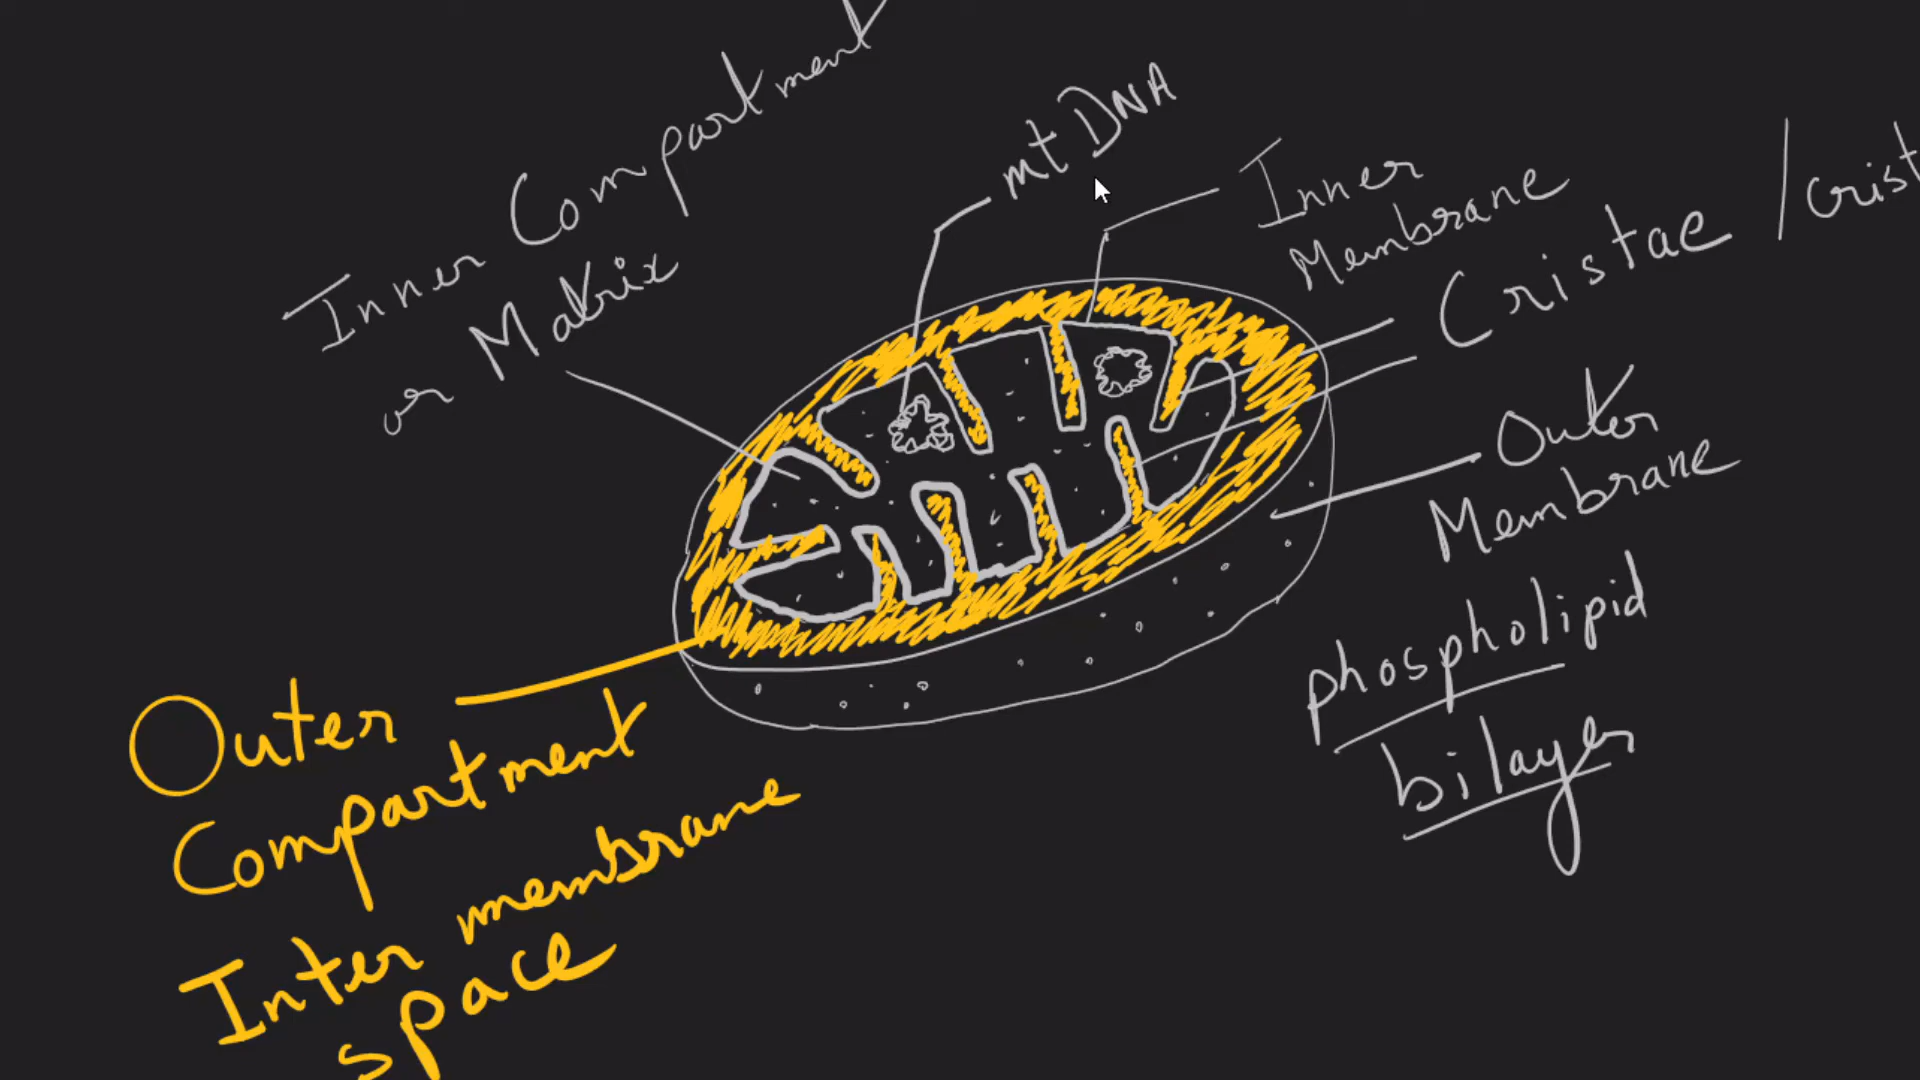 Inner Compartment
or Matrix
mt DNA
Inner
Membrane
Cristae / Crist
Outer
Membrane
phospholipid
bilayer
Outer
Compartment
Inter membrane
space